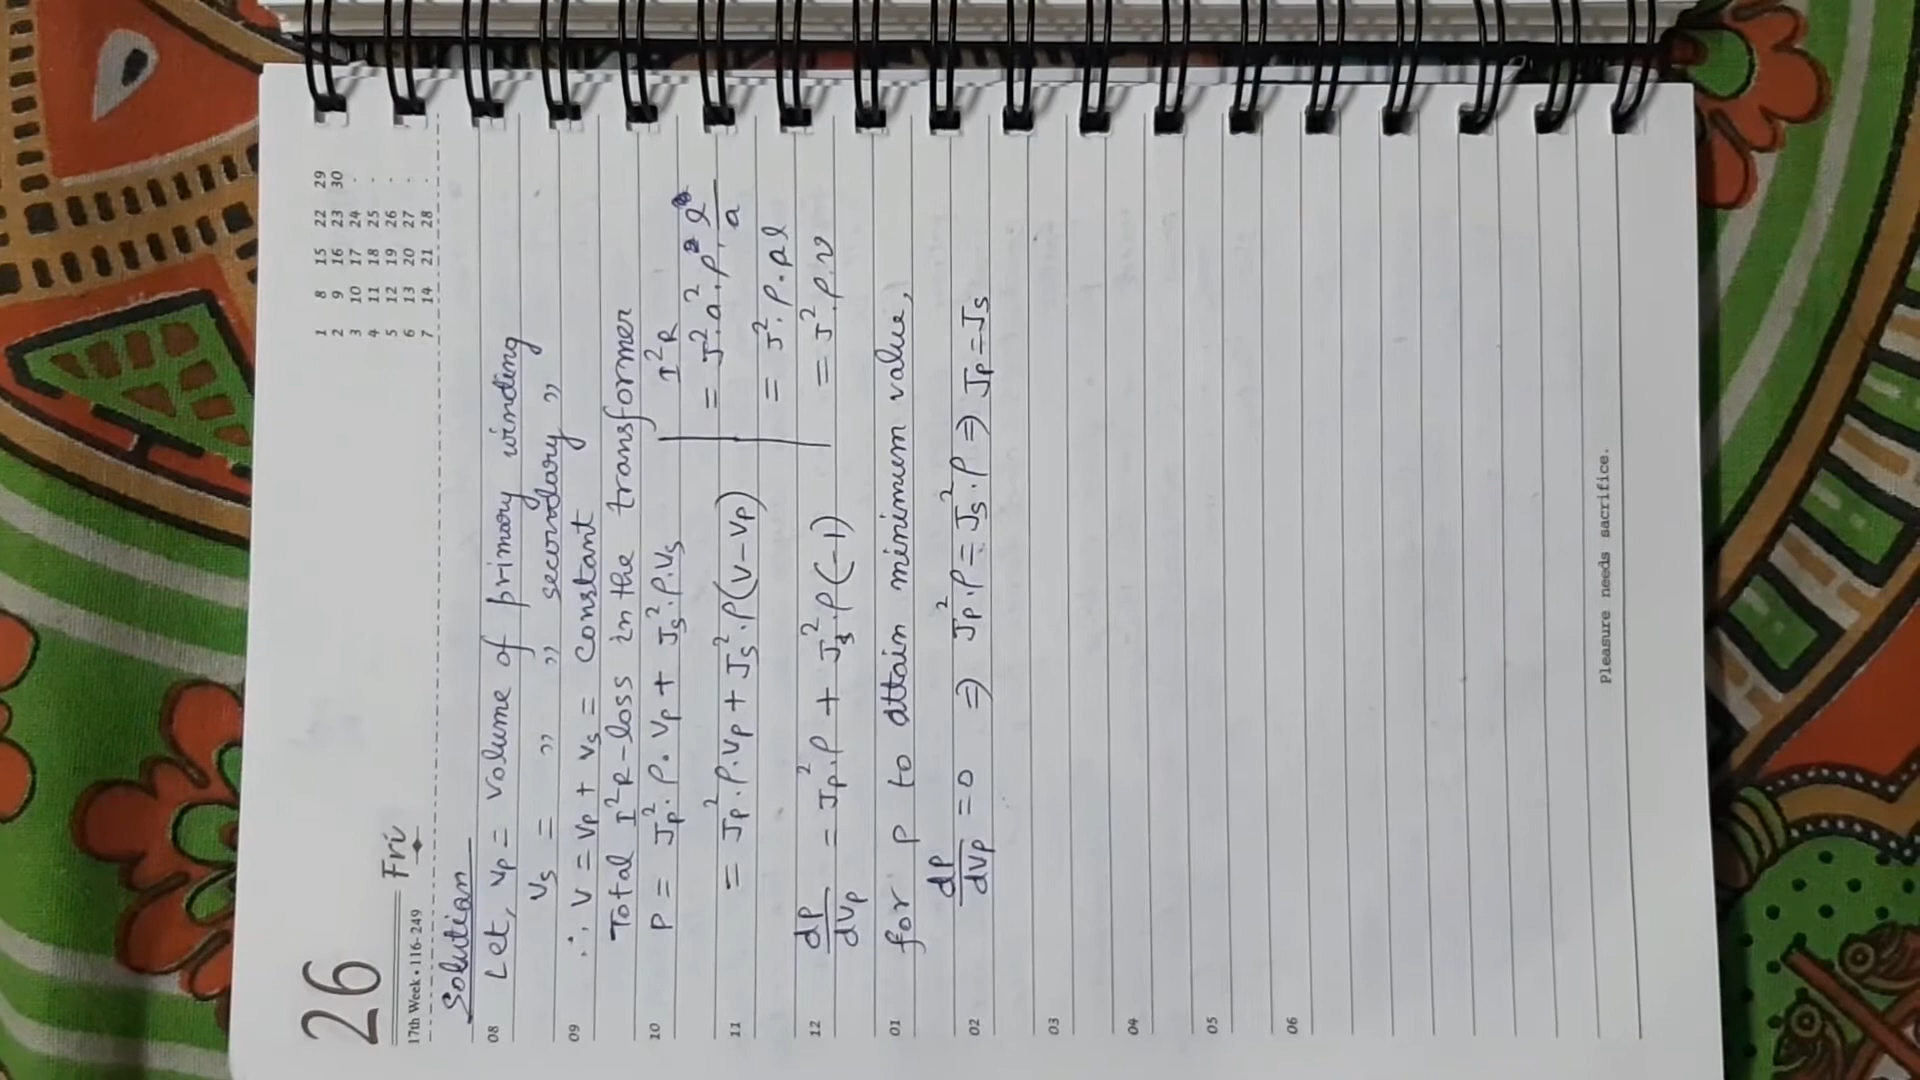 26
Fri
17th Week • 116-249
1 8 15 22 29
2 9 16 23 30
3 10 17 24 .
4 11 18 25 .
5 12 19 26 .
6 13 20 27 .
7 14 21 28 .
Solution
08 Let, vp = volume of primary winding
vs = " " secondary "
09 ∴, V = vp + vs = constant
Total I²R-loss in the transformer
10 P = Jp²·ρ·vp + Js²·ρ·vs
11 = Jp²·ρ·vp + Js²·ρ(v-vp)
12 dP/dvp = Jp²·ρ + Js²·ρ(-1)
I²R
= J²·a²·ρ·l/a
= J²·ρ·al
= J²·ρ·v
01 for P to attain minimum value,
02 dP/dvp = 0 ⇒ Jp²·ρ = Js²·ρ ⇒ Jp = Js
03
04
05
06
Pleasure needs sacrifice.